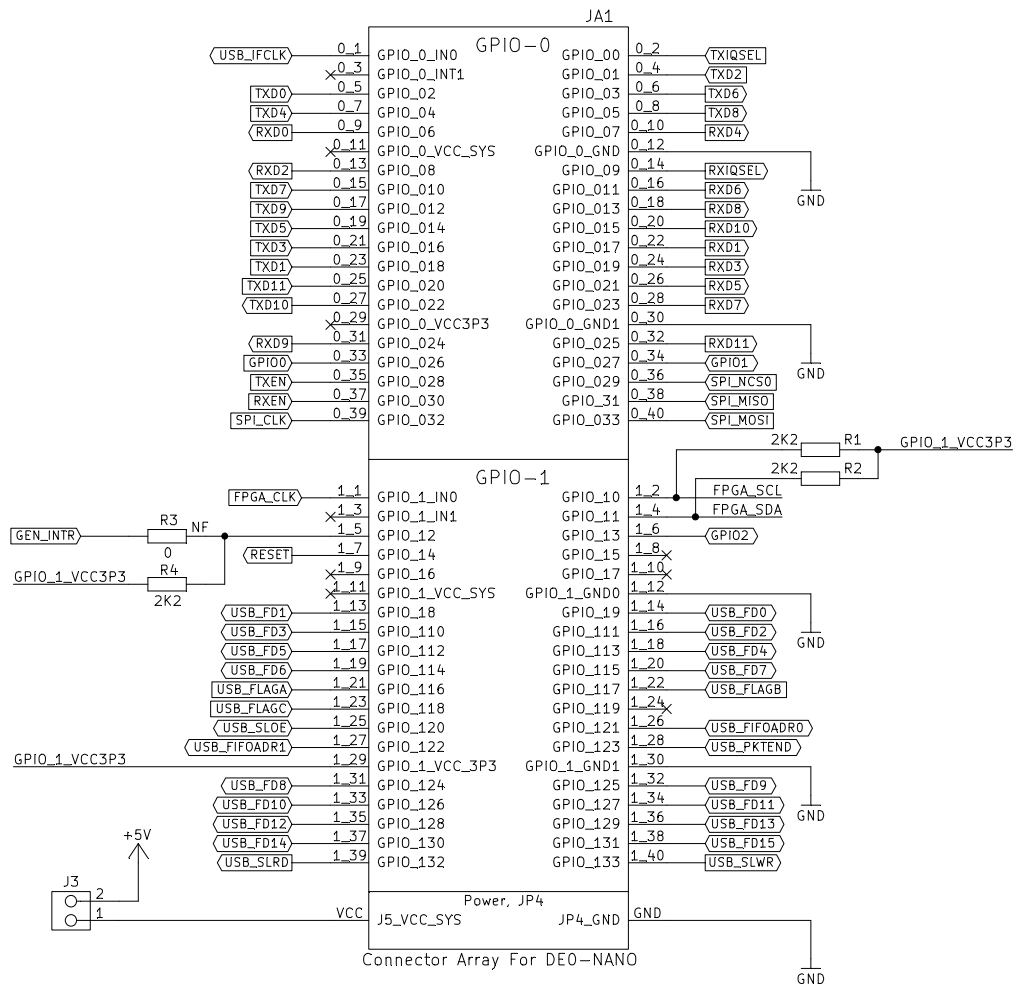 JA1
GPIO-0
USB_IFCLK 0_1 GPIO_0_IN0 GPIO_00 0_2 TXIQSEL
0_3 GPIO_0_INT1 GPIO_01 0_4 TXD2
TXD0 0_5 GPIO_02 GPIO_03 0_6 TXD6
TXD4 0_7 GPIO_04 GPIO_05 0_8 TXD8
RXD0 0_9 GPIO_06 GPIO_07 0_10 RXD4
0_11 GPIO_0_VCC_SYS GPIO_0_GND 0_12
RXD2 0_13 GPIO_08 GPIO_09 0_14 RXIQSEL
TXD7 0_15 GPIO_010 GPIO_011 0_16 RXD6
GND
TXD9 0_17 GPIO_012 GPIO_013 0_18 RXD8
TXD5 0_19 GPIO_014 GPIO_015 0_20 RXD10
TXD3 0_21 GPIO_016 GPIO_017 0_22 RXD1
TXD1 0_23 GPIO_018 GPIO_019 0_24 RXD3
TXD11 0_25 GPIO_020 GPIO_021 0_26 RXD5
TXD10 0_27 GPIO_022 GPIO_023 0_28 RXD7
0_29 GPIO_0_VCC3P3 GPIO_0_GND1 0_30
RXD9 0_31 GPIO_024 GPIO_025 0_32 RXD11
GPIO0 0_33 GPIO_026 GPIO_027 0_34 GPIO1
GND
TXEN 0_35 GPIO_028 GPIO_029 0_36 SPI_NCS0
RXEN 0_37 GPIO_030 GPIO_31 0_38 SPI_MISO
SPI_CLK 0_39 GPIO_032 GPIO_033 0_40 SPI_MOSI
2K2 R1 GPIO_1_VCC3P3
2K2 R2
GPIO-1
FPGA_CLK 1_1 GPIO_1_IN0 GPIO_10 1_2 FPGA_SCL
1_3 GPIO_1_IN1 GPIO_11 1_4 FPGA_SDA
R3 NF
GEN_INTR 1_5 GPIO_12 GPIO_13 1_6 GPIO2
0
RESET 1_7 GPIO_14 GPIO_15 1_8
R4
GPIO_1_VCC3P3 1_9 GPIO_16 GPIO_17 1_10
2K2
1_11 GPIO_1_VCC_SYS GPIO_1_GND0 1_12
USB_FD1 1_13 GPIO_18 GPIO_19 1_14 USB_FD0
USB_FD3 1_15 GPIO_110 GPIO_111 1_16 USB_FD2
GND
USB_FD5 1_17 GPIO_112 GPIO_113 1_18 USB_FD4
USB_FD6 1_19 GPIO_114 GPIO_115 1_20 USB_FD7
USB_FLAGA 1_21 GPIO_116 GPIO_117 1_22 USB_FLAGB
USB_FLAGC 1_23 GPIO_118 GPIO_119 1_24
USB_SLOE 1_25 GPIO_120 GPIO_121 1_26 USB_FIFOADR0
USB_FIFOADR1 1_27 GPIO_122 GPIO_123 1_28 USB_PKTEND
GPIO_1_VCC3P3 1_29 GPIO_1_VCC_3P3 GPIO_1_GND1 1_30
USB_FD8 1_31 GPIO_124 GPIO_125 1_32 USB_FD9
USB_FD10 1_33 GPIO_126 GPIO_127 1_34 USB_FD11
GND
USB_FD12 1_35 GPIO_128 GPIO_129 1_36 USB_FD13
USB_FD14 1_37 GPIO_130 GPIO_131 1_38 USB_FD15
USB_SLRD 1_39 GPIO_132 GPIO_133 1_40 USB_SLWR
+5V
J3
2
1
Power, JP4
VCC J5_VCC_SYS JP4_GND GND
Connector Array For DE0-NANO
GND